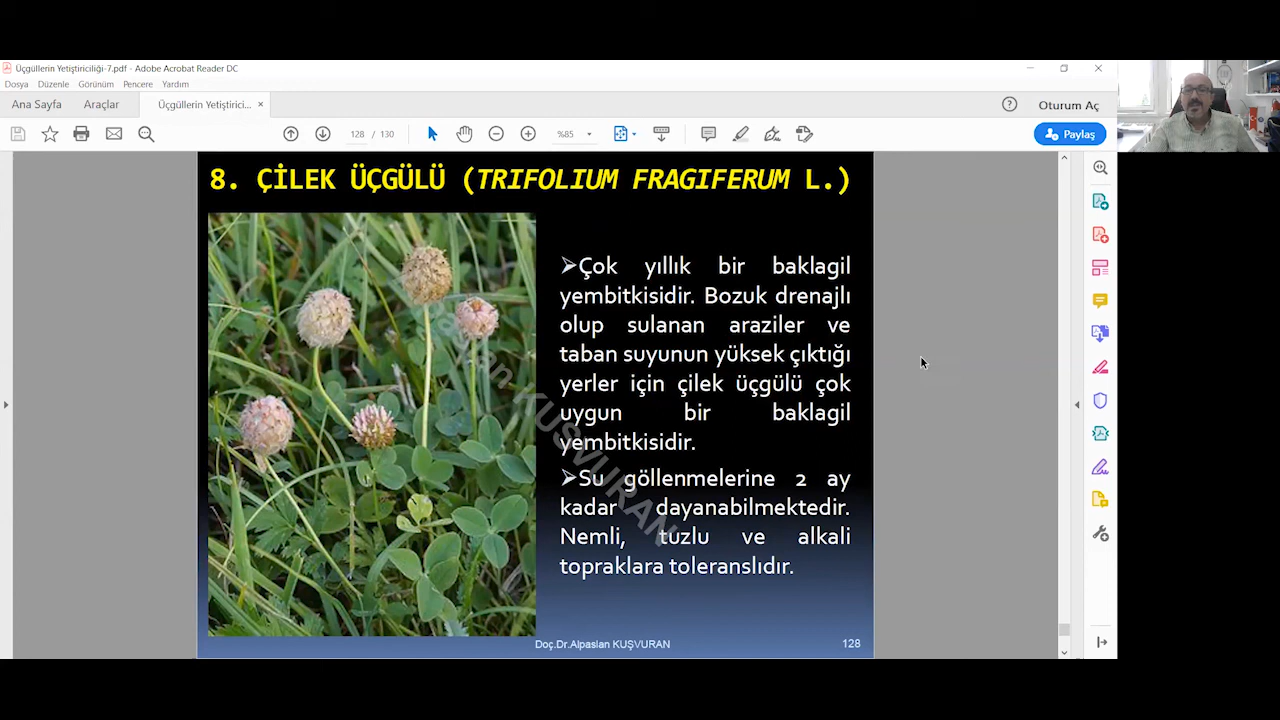 Üçgüllerin Yetiştiriciliği-7.pdf - Adobe Acrobat Reader DC
Dosya Düzenle Görünüm Pencere Yardım
Ana Sayfa Araçlar Üçgüllerin Yetiştirici... × Oturum Aç
128 / 130 %85 Paylaş
8. ÇİLEK ÜÇGÜLÜ (TRIFOLIUM FRAGIFERUM L.)
➢Çok yıllık bir baklagil
yembitkisidir. Bozuk drenajlı
olup sulanan araziler ve
taban suyunun yüksek çıktığı
yerler için çilek üçgülü çok
uygun bir baklagil
yembitkisidir.
➢Su göllenmelerine 2 ay
kadar dayanabilmektedir.
Nemli, tuzlu ve alkali
topraklara toleranslıdır.
KUŞVURAN
Doç.Dr.Alpaslan KUŞVURAN 128